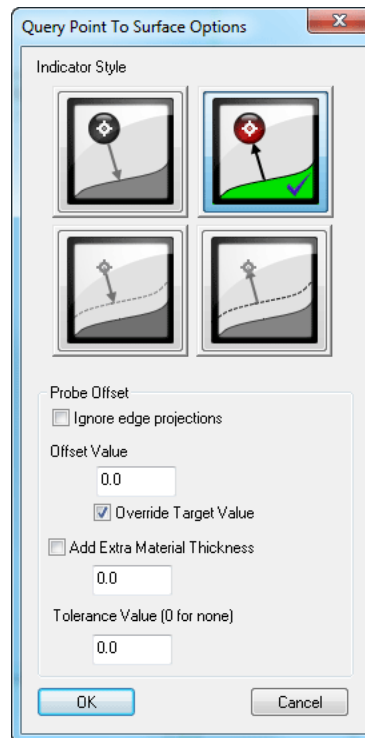 Query Point To Surface Options
Indicator Style
Probe Offset
Ignore edge projections
Offset Value
0.0
Override Target Value
Add Extra Material Thickness
0.0
Tolerance Value (0 for none)
0.0
OK Cancel